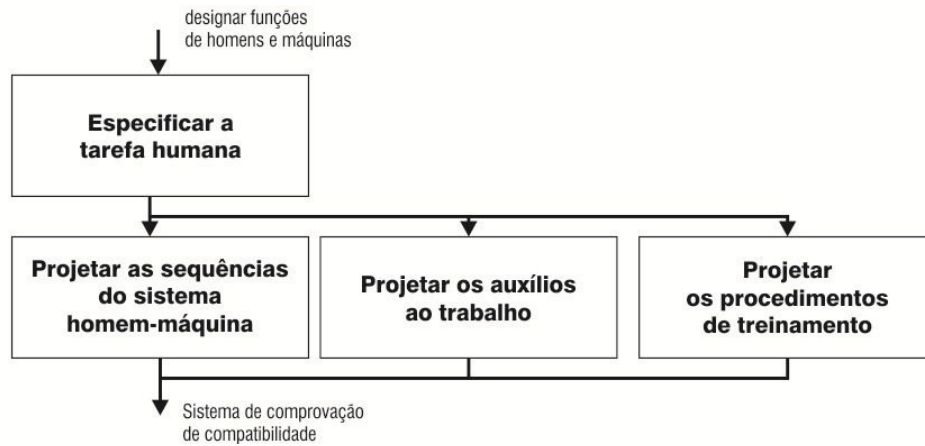 designar funções
de homens e máquinas
Especificar a
tarefa humana
Projetar as sequências
do sistema
homem-máquina
Projetar os auxílios
ao trabalho
Projetar
os procedimentos
de treinamento
Sistema de comprovação
de compatibilidade